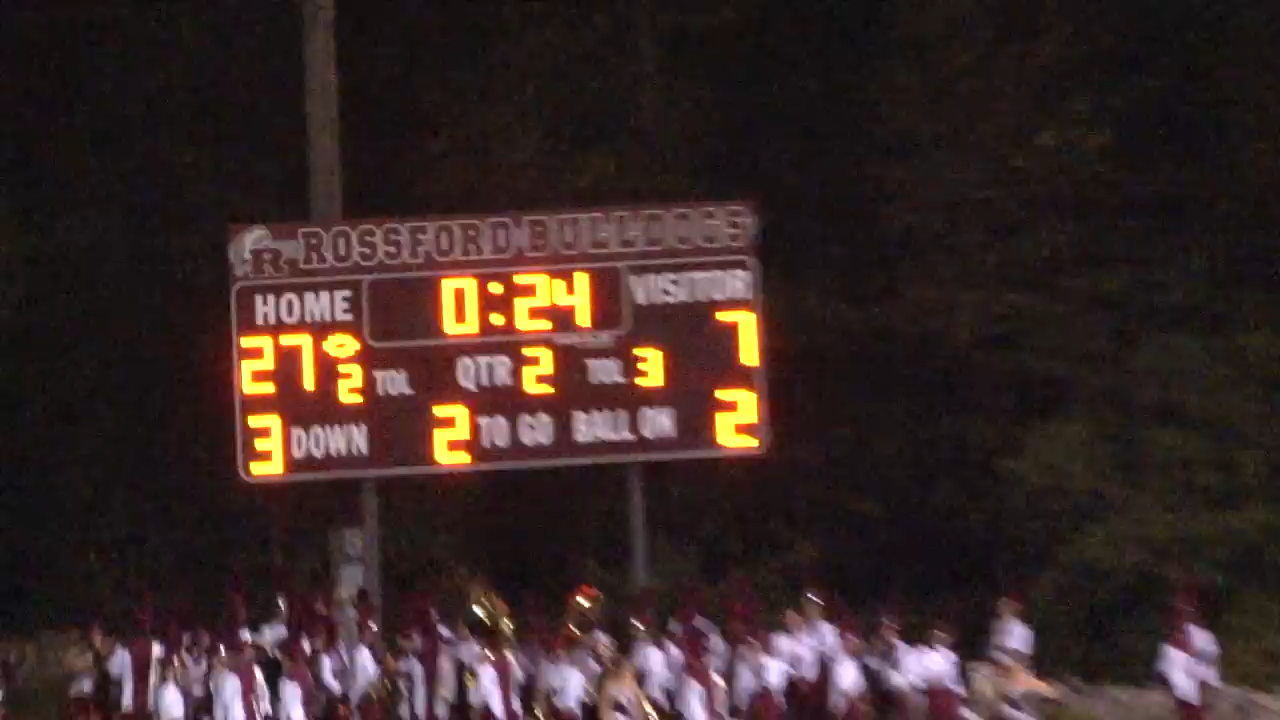 R ROSSFORD BULLDOGS
HOME 0:24 VISITOR
27 7
2 TOL QTR 2 TOL 3
3 DOWN 2 TO GO BALL ON 2